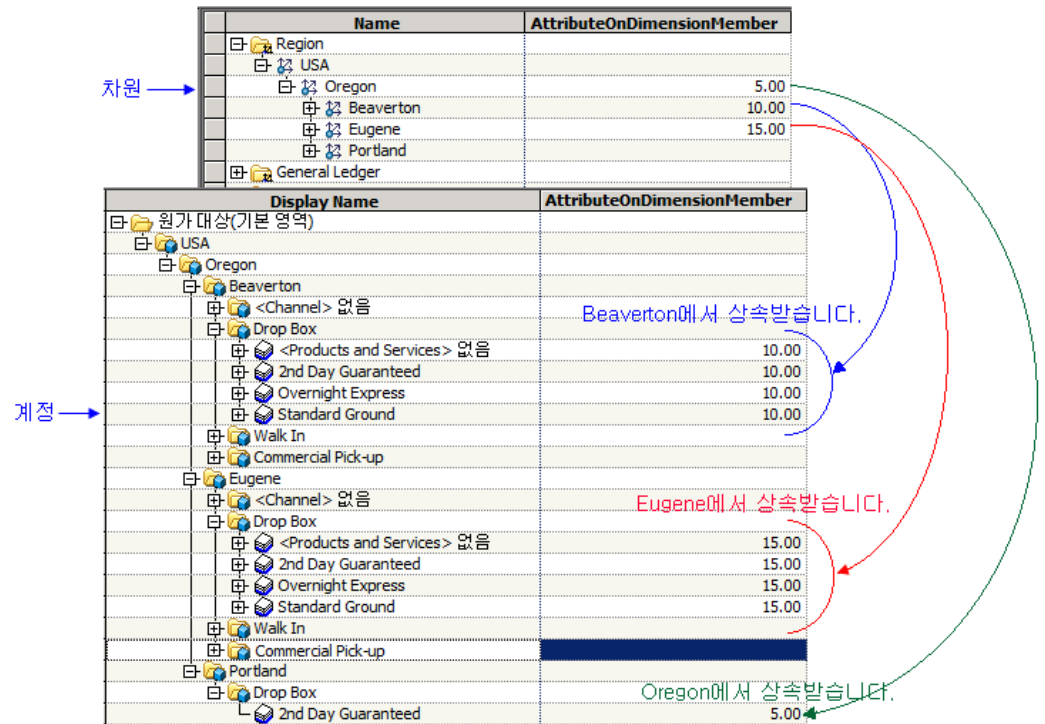 Name AttributeOnDimensionMember
Region
USA
차원
Oregon 5.00
Beaverton 10.00
Eugene 15.00
Portland
General Ledger
Display Name AttributeOnDimensionMember
원가 대상(기본 영역)
USA
Oregon
Beaverton
<Channel> 없음
Beaverton에서 상속받습니다.
Drop Box
<Products and Services> 없음 10.00
2nd Day Guaranteed 10.00
Overnight Express 10.00
계정
Standard Ground 10.00
Walk In
Commercial Pick-up
Eugene
<Channel> 없음
Eugene에서 상속받습니다.
Drop Box
<Products and Services> 없음 15.00
2nd Day Guaranteed 15.00
Overnight Express 15.00
Standard Ground 15.00
Walk In
Commercial Pick-up
Portland
Drop Box
Oregon에서 상속받습니다.
2nd Day Guaranteed 5.00